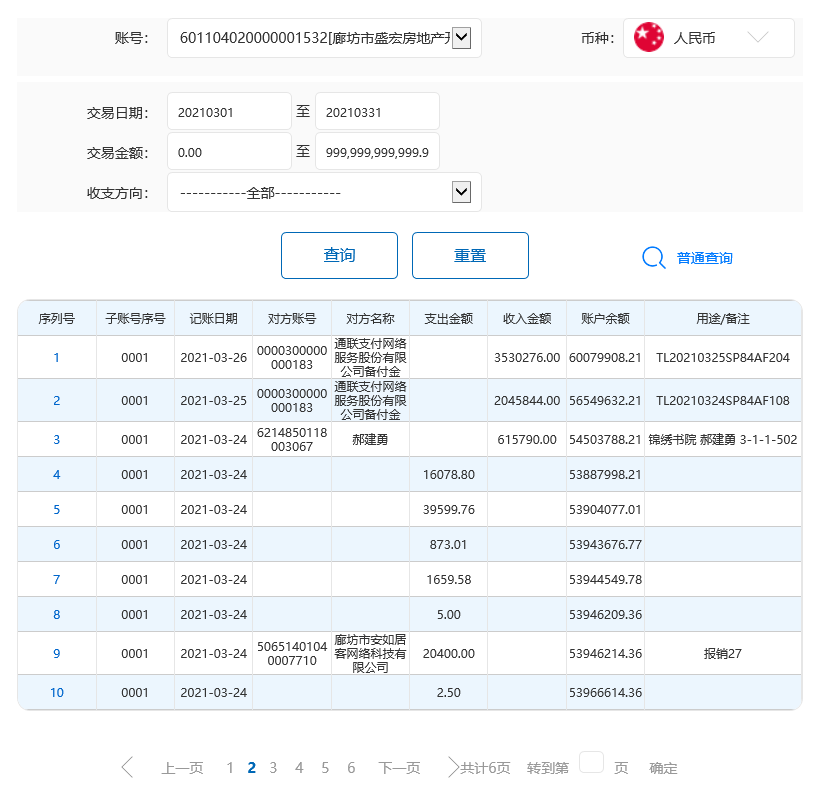 账号: 601104020000001532[廊坊市盛宏房地产开 币种: 人民币
交易日期: 20210301 至 20210331
交易金额: 0.00 至 999,999,999,999.9
收支方向: -----------全部-----------
查询 重置 普通查询
序列号 子账号序号 记账日期 对方账号 对方名称 支出金额 收入金额 账户余额 用途/备注
1 0001 2021-03-26 0000300000000183 通联支付网络服务股份有限公司备付金 3530276.00 60079908.21 TL20210325SP84AF204
2 0001 2021-03-25 0000300000000183 通联支付网络服务股份有限公司备付金 2045844.00 56549632.21 TL20210324SP84AF108
3 0001 2021-03-24 6214850118003067 郝建勇 615790.00 54503788.21 锦绣书院 郝建勇 3-1-1-502
4 0001 2021-03-24 16078.80 53887998.21
5 0001 2021-03-24 39599.76 53904077.01
6 0001 2021-03-24 873.01 53943676.77
7 0001 2021-03-24 1659.58 53944549.78
8 0001 2021-03-24 5.00 53946209.36
9 0001 2021-03-24 50651401040007710 廊坊市安如居客网络科技有限公司 20400.00 53946214.36 报销27
10 0001 2021-03-24 2.50 53966614.36
上一页 1 2 3 4 5 6 下一页 共计6页 转到第 页 确定